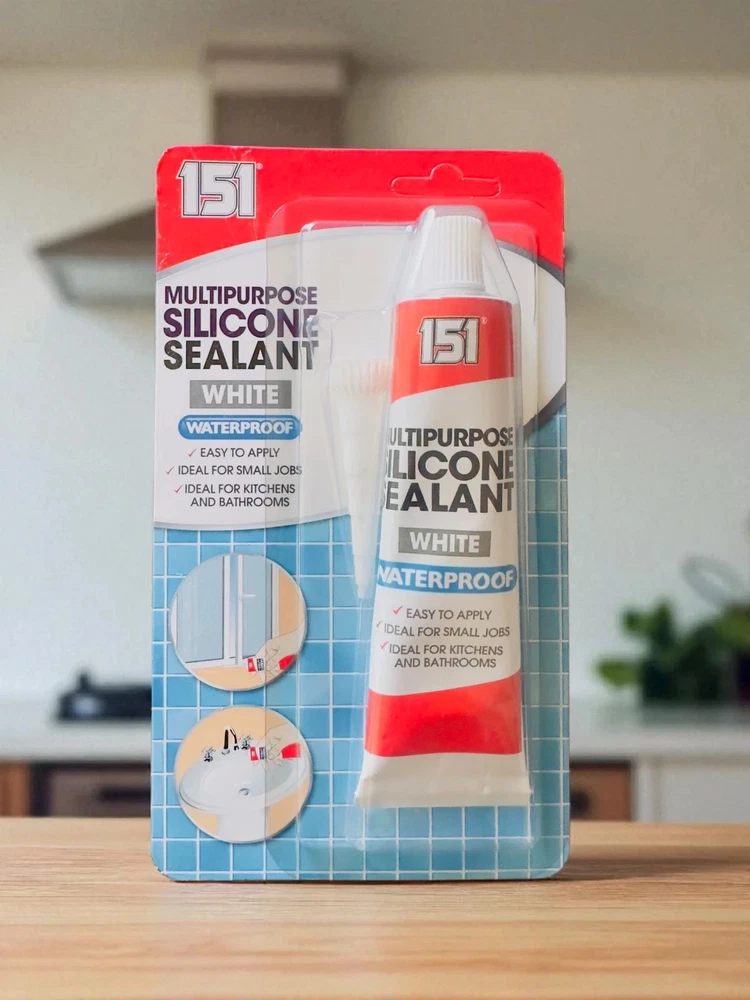 151
MULTIPURPOSE
SILICONE
SEALANT
WHITE
WATERPROOF
✓ EASY TO APPLY
✓ IDEAL FOR SMALL JOBS
✓ IDEAL FOR KITCHENS
AND BATHROOMS
151
MULTIPURPOSE
SILICONE
SEALANT
WHITE
WATERPROOF
✓ EASY TO APPLY
✓ IDEAL FOR SMALL JOBS
✓ IDEAL FOR KITCHENS
AND BATHROOMS